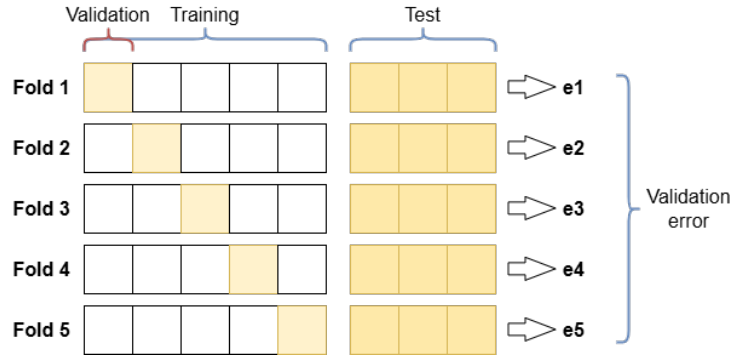 Validation Training Test
Fold 1 e1
Fold 2 e2
Fold 3 e3
Fold 4 e4
Fold 5 e5
Validation
error